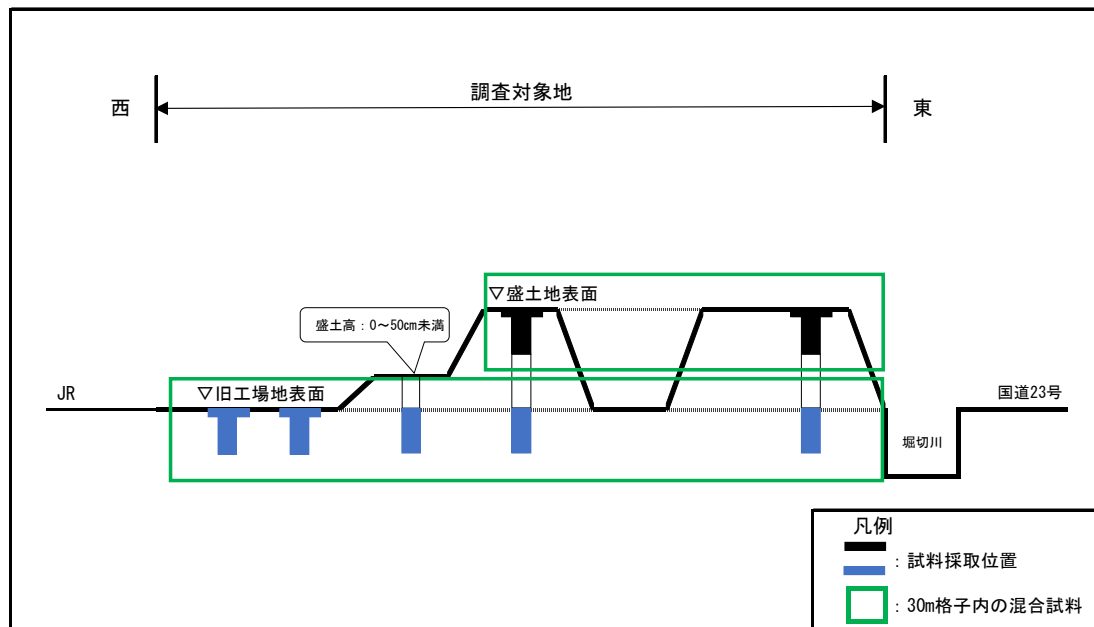 調査対象地
西
東
▽盛土地表面
盛土高：0～50cm未満
JR
▽旧工場地表面
国道23号
堀切川
凡例
：試料採取位置
：30m格子内の混合試料